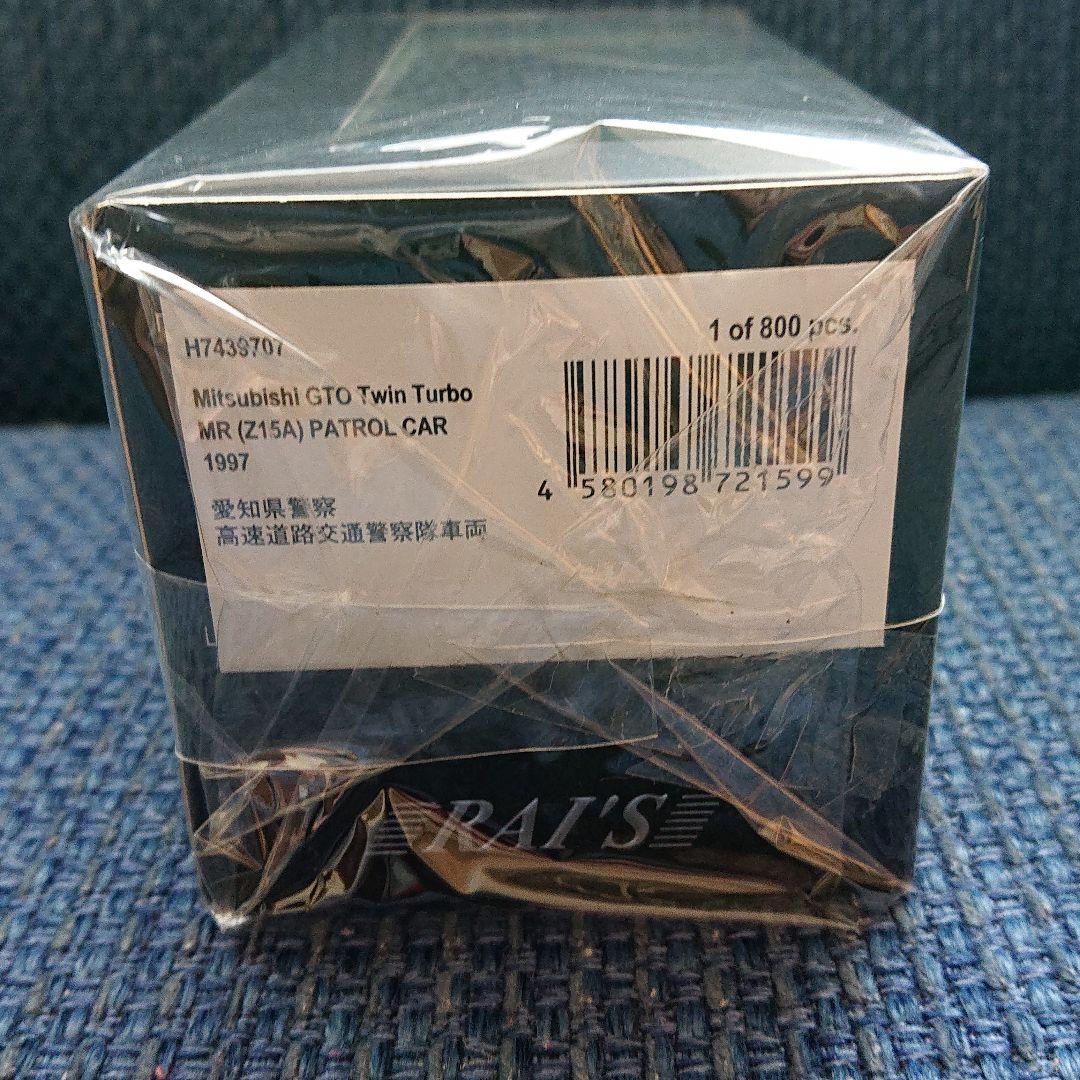 H7439707
1 of 800 pcs.
Mitsubishi GTO Twin Turbo
MR (Z15A) PATROL CAR
1997
愛知県警察
高速道路交通警察隊車両
4 580198 721599
RAI'S